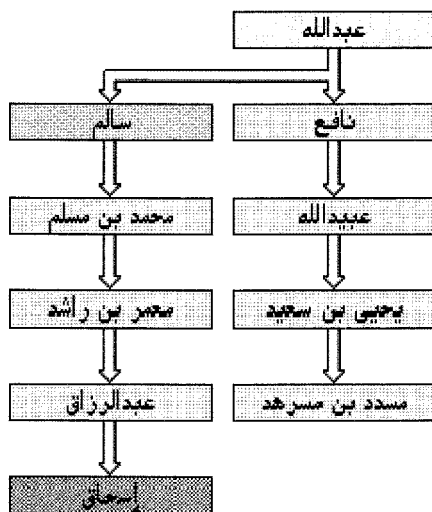 عبدالله
نافع
سالم
عبيدالله
محمد بن مسلم
يحيى بن سعيد
معمر بن راشد
مسدد بن مسرهد
عبدالرزاق
إسحاق